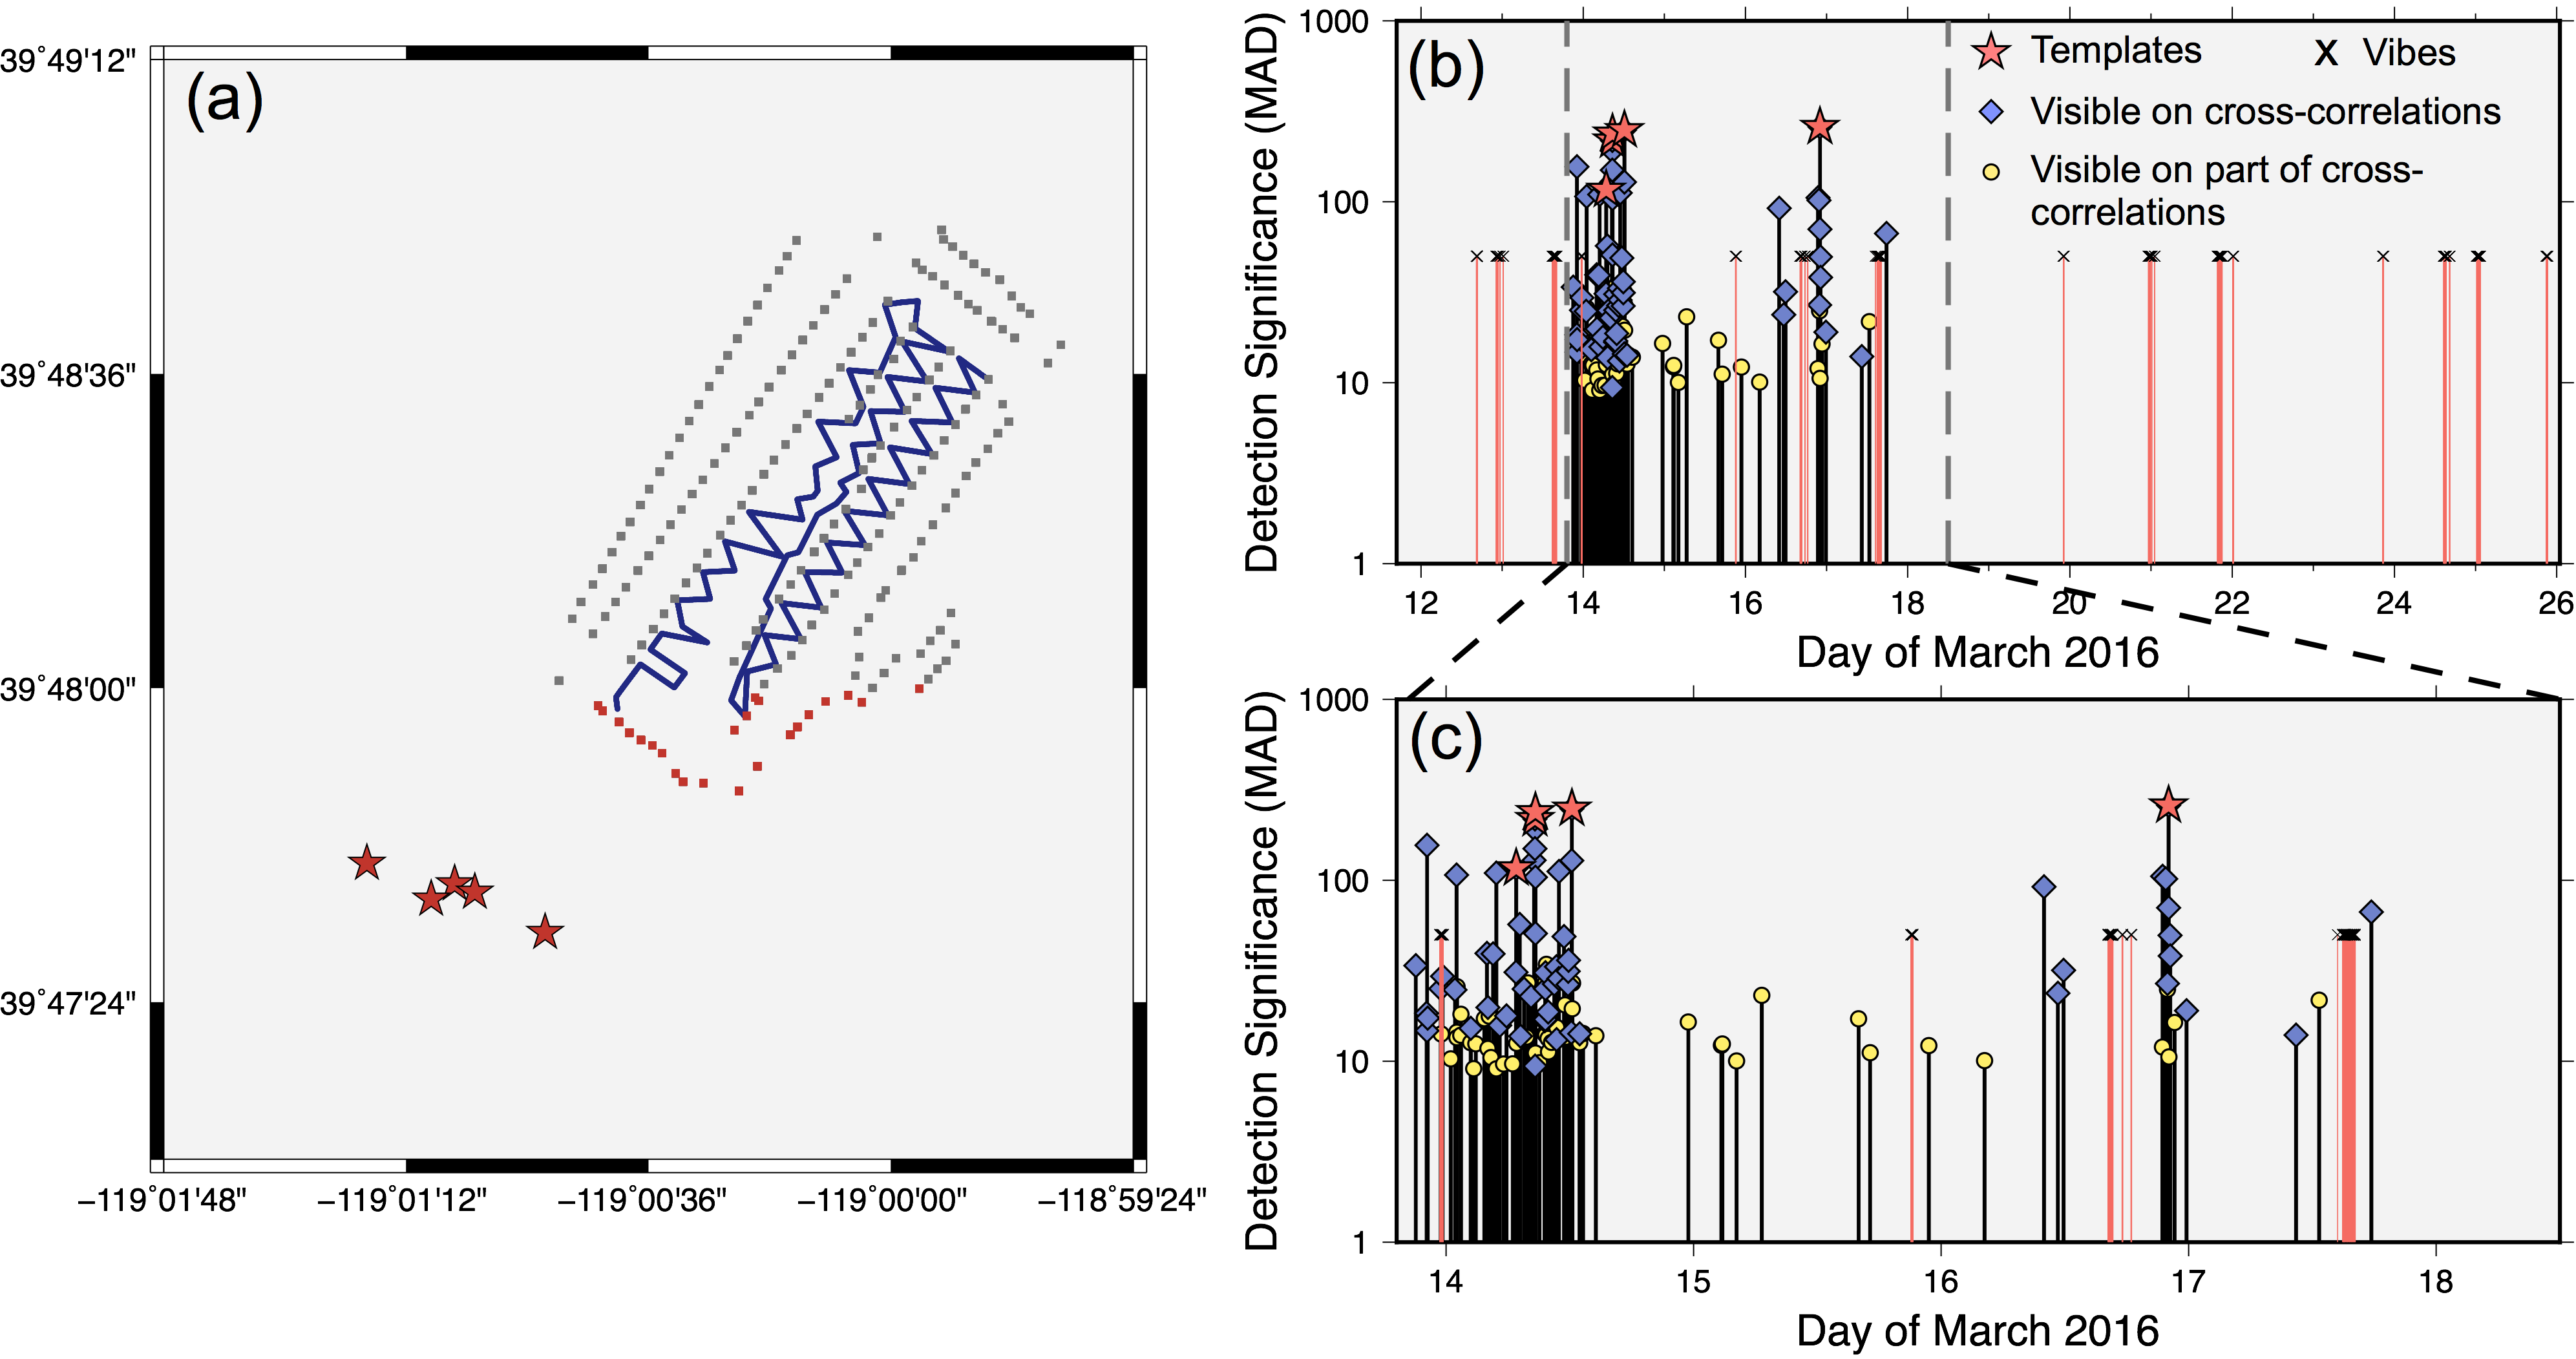 (a)
39°49'12"
39°48'36"
39°48'00"
39°47'24"
−119°01'48"
−119°01'12"
−119°00'36"
−119°00'00"
−118°59'24"
(b)
Detection Significance (MAD)
1000
100
10
1
Templates
x Vibes
Visible on cross-correlations
Visible on part of cross-
correlations
12 14 16 18 20 22 24 26
Day of March 2016
(c)
Detection Significance (MAD)
1000
100
10
1
14 15 16 17 18
Day of March 2016